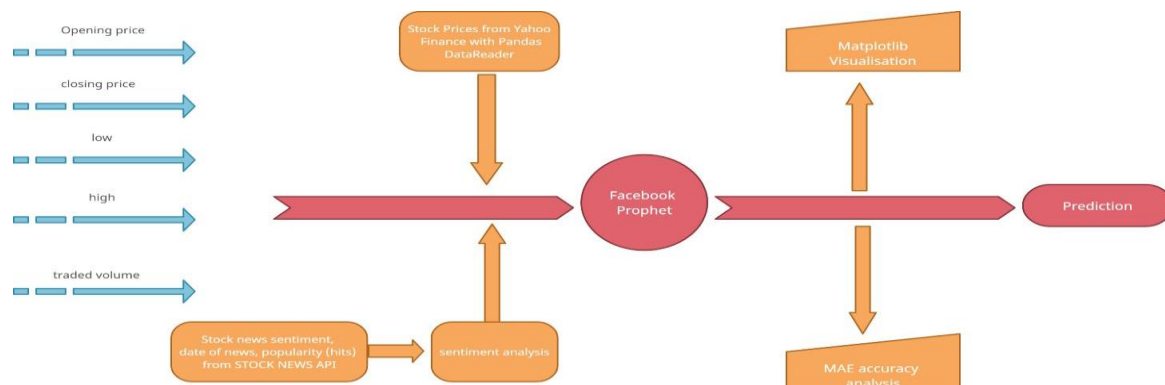 Opening price
closing price
low
high
traded volume
Stock Prices from Yahoo
Finance with Pandas
DataReader
Stock news sentiment,
date of news, popularity (hits)
from STOCK NEWS API
sentiment analysis
Facebook
Prophet
Matplotlib
Visualisation
MAE accuracy
analysis
Prediction